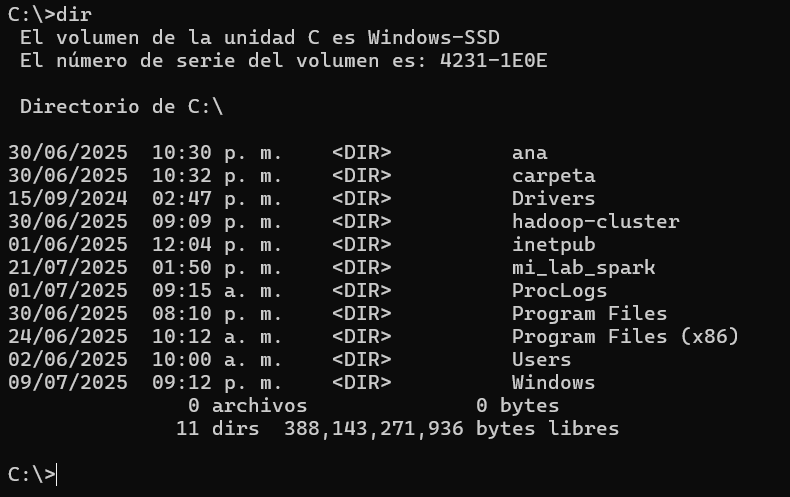 C:\>dir
 El volumen de la unidad C es Windows-SSD
 El número de serie del volumen es: 4231-1E0E

 Directorio de C:\

30/06/2025  10:30 p. m.    <DIR>          ana
30/06/2025  10:32 p. m.    <DIR>          carpeta
15/09/2024  02:47 p. m.    <DIR>          Drivers
30/06/2025  09:09 p. m.    <DIR>          hadoop-cluster
01/06/2025  12:04 p. m.    <DIR>          inetpub
21/07/2025  01:50 p. m.    <DIR>          mi_lab_spark
01/07/2025  09:15 a. m.    <DIR>          ProcLogs
30/06/2025  08:10 p. m.    <DIR>          Program Files
24/06/2025  10:12 a. m.    <DIR>          Program Files (x86)
02/06/2025  10:00 a. m.    <DIR>          Users
09/07/2025  09:12 p. m.    <DIR>          Windows
               0 archivos              0 bytes
              11 dirs  388,143,271,936 bytes libres

C:\>